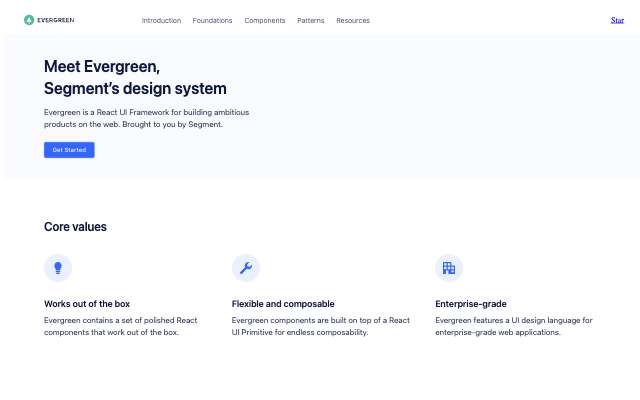 EVERGREEN Introduction Foundations Components Patterns Resources Star
Meet Evergreen,
Segment's design system
Evergreen is a React UI Framework for building ambitious
products on the web. Brought to you by Segment.
Get Started
Core values
Works out of the box
Evergreen contains a set of polished React
components that work out of the box.
Flexible and composable
Evergreen components are built on top of a React
UI Primitive for endless composability.
Enterprise-grade
Evergreen features a UI design language for
enterprise-grade web applications.